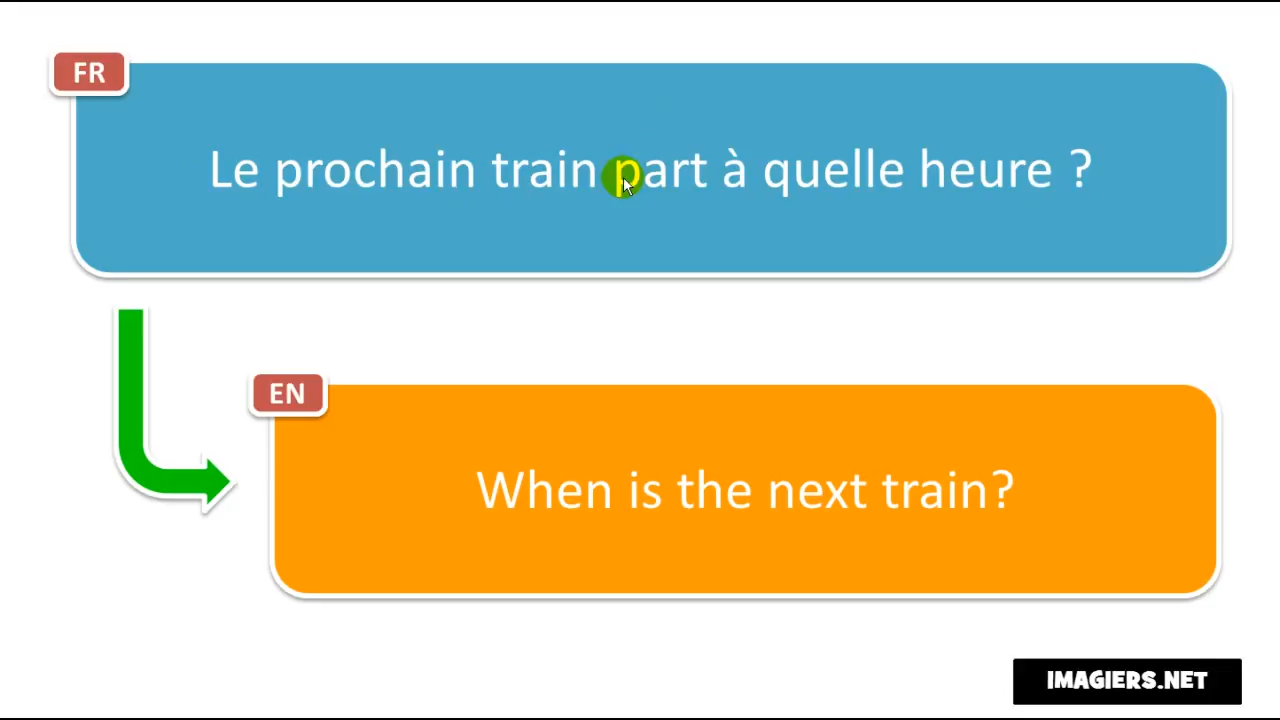 FR
Le prochain train part à quelle heure ?
EN
When is the next train?
IMAGIERS.NET